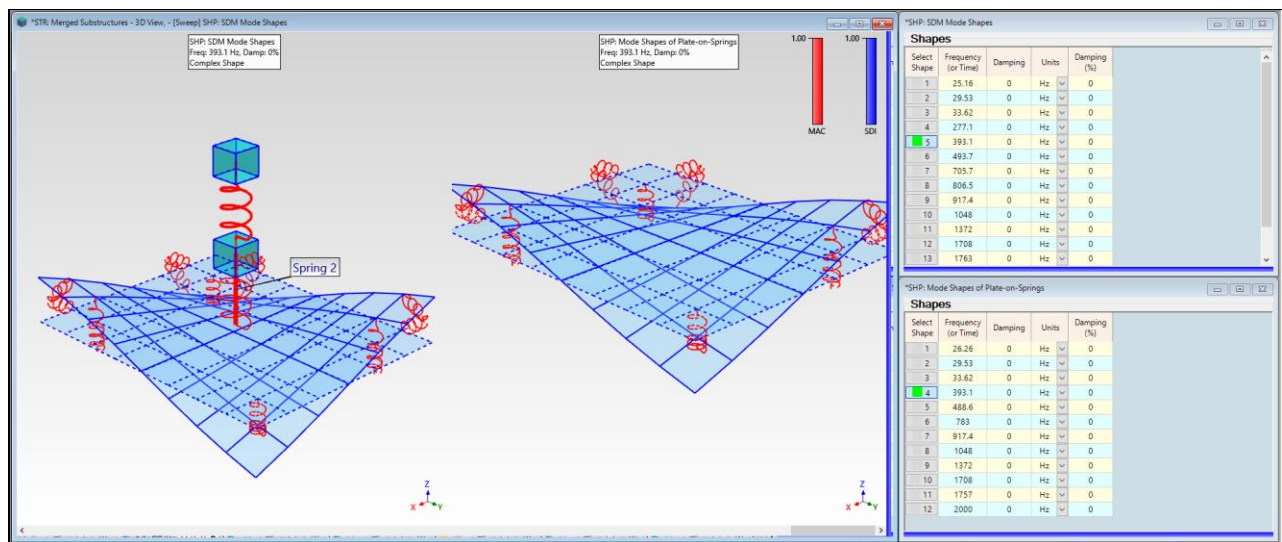 *STR: Merged Substructures - 3D View, - [Sweep] SHP: SDM Mode Shapes
SHP: SDM Mode Shapes
Freq: 393.1 Hz, Damp: 0%
Complex Shape
SHP: Mode Shapes of Plate-on-Springs
Freq: 393.1 Hz, Damp: 0%
Complex Shape
1.00
1.00
MAC
SDI
Spring 2
Z
X
Y
Z
X
Y
*SHP: SDM Mode Shapes
Shapes
Select Shape Frequency (or Time) Damping Units Damping (%)
1 25.16 0 Hz 0
2 29.53 0 Hz 0
3 33.62 0 Hz 0
4 277.1 0 Hz 0
5 393.1 0 Hz 0
6 493.7 0 Hz 0
7 705.7 0 Hz 0
8 806.5 0 Hz 0
9 917.4 0 Hz 0
10 1048 0 Hz 0
11 1372 0 Hz 0
12 1708 0 Hz 0
13 1763 0 Hz 0
*SHP: Mode Shapes of Plate-on-Springs
Shapes
Select Shape Frequency (or Time) Damping Units Damping (%)
1 26.26 0 Hz 0
2 29.53 0 Hz 0
3 33.62 0 Hz 0
4 393.1 0 Hz 0
5 488.6 0 Hz 0
6 783 0 Hz 0
7 917.4 0 Hz 0
8 1048 0 Hz 0
9 1372 0 Hz 0
10 1708 0 Hz 0
11 1757 0 Hz 0
12 2000 0 Hz 0